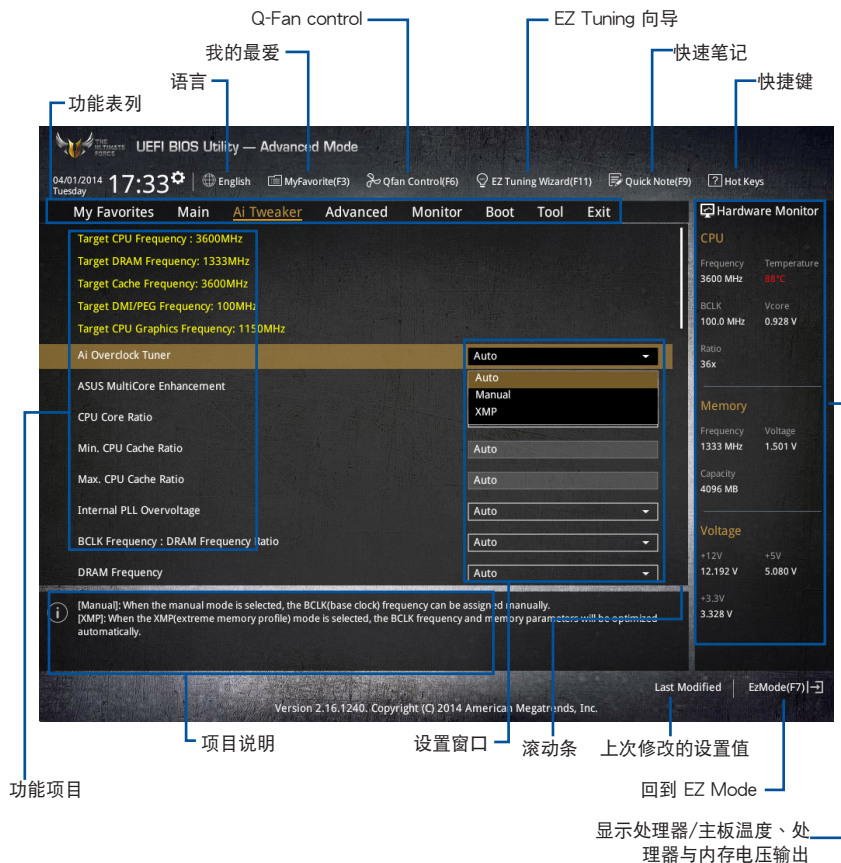 Q-Fan control
EZ Tuning 向导
我的最爱
快速笔记
语言
快捷键
功能表列
THE ULTIMATE FORCE
UEFI BIOS Utility — Advanced Mode
04/01/2014
Tuesday
17:33
English
MyFavorite(F3)
Qfan Control(F6)
EZ Tuning Wizard(F11)
Quick Note(F9)
? Hot Keys
My Favorites Main Ai Tweaker Advanced Monitor Boot Tool Exit
Target CPU Frequency : 3600MHz
Target DRAM Frequency: 1333MHz
Target Cache Frequency: 3600MHz
Target DMI/PEG Frequency: 100MHz
Target CPU Graphics Frequency: 1150MHz
Ai Overclock Tuner Auto
Auto
Manual
XMP
ASUS MultiCore Enhancement
CPU Core Ratio
Min. CPU Cache Ratio Auto
Max. CPU Cache Ratio Auto
Internal PLL Overvoltage Auto
BCLK Frequency : DRAM Frequency Ratio Auto
DRAM Frequency Auto
[Manual]: When the manual mode is selected, the BCLK(base clock) frequency can be assigned manually.
[XMP]: When the XMP(extreme memory profile) mode is selected, the BCLK frequency and memory parameters will be optimized
automatically.
Hardware Monitor
CPU
Frequency Temperature
3600 MHz 88°C
BCLK Vcore
100.0 MHz 0.928 V
Ratio
36x
Memory
Frequency Voltage
1333 MHz 1.501 V
Capacity
4096 MB
Voltage
+12V +5V
12.192 V 5.080 V
+3.3V
3.328 V
Last Modified
EzMode(F7)
Version 2.16.1240. Copyright (C) 2014 American Megatrends, Inc.
项目说明
设置窗口
滚动条
上次修改的设置值
功能项目
回到 EZ Mode
显示处理器/主板温度、处
理器与内存电压输出